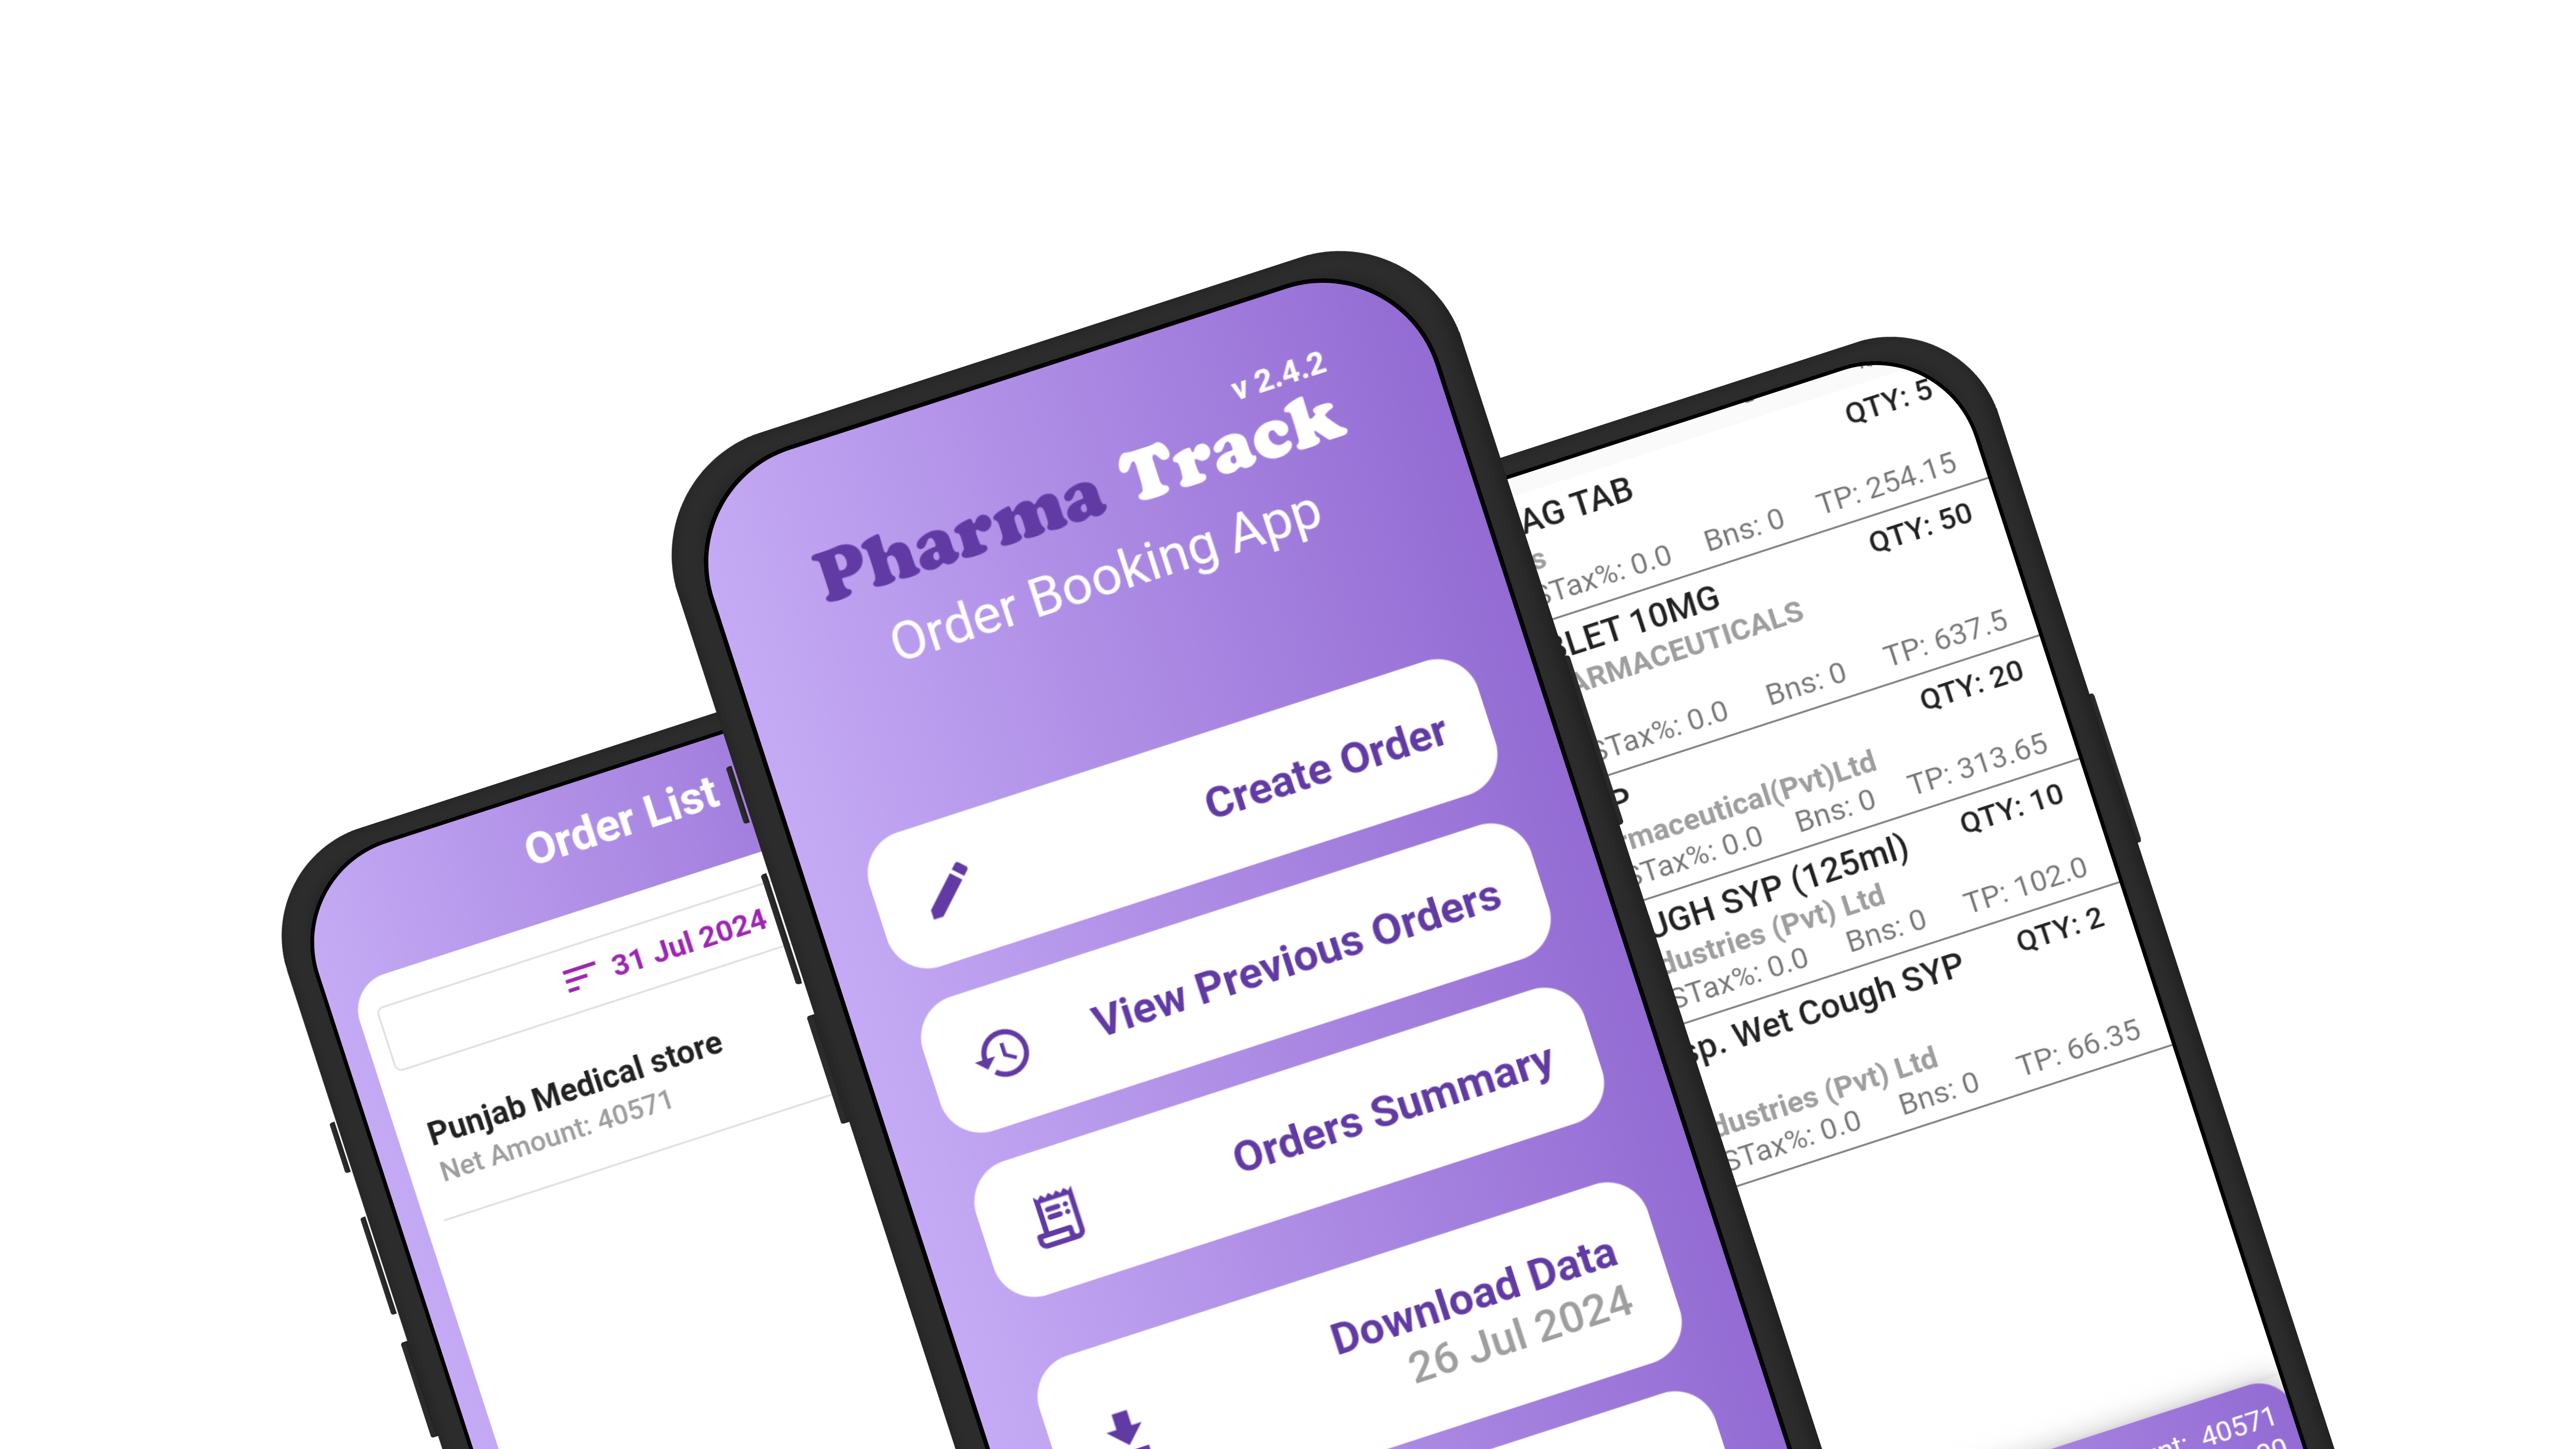 Order List
31 Jul 2024
Punjab Medical store
Net Amount: 40571
v 2.4.2
Pharma Track
Order Booking App
Create Order
View Previous Orders
Orders Summary
Download Data
26 Jul 2024
QTY: 5
AG TAB
STax%: 0.0 Bns: 0 TP: 254.15
QTY: 50
BLET 10MG
ARMACEUTICALS
STax%: 0.0 Bns: 0 TP: 637.5
QTY: 20
P
rmaceutical(Pvt)Ltd
STax%: 0.0 Bns: 0 TP: 313.65
QTY: 10
UGH SYP (125ml)
dustries (Pvt) Ltd
STax%: 0.0 Bns: 0 TP: 102.0
QTY: 2
sp. Wet Cough SYP
dustries (Pvt) Ltd
STax%: 0.0 Bns: 0 TP: 66.35
nt: 40571